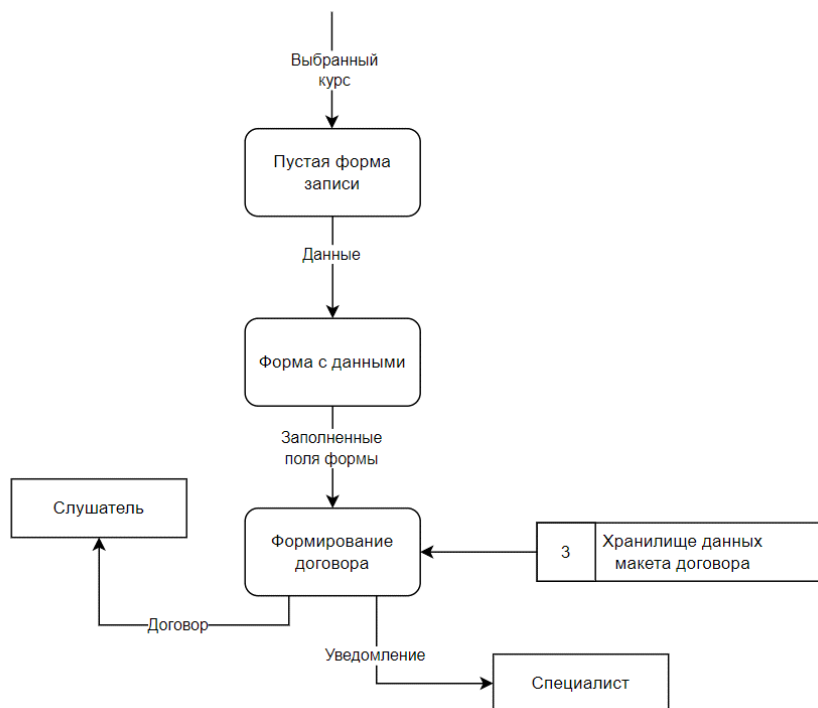 Выбранный
курс
Пустая форма
записи
Данные
Форма с данными
Заполненные
поля формы
Слушатель
Формирование
договора
3
Хранилище данных
макета договора
Договор
Уведомление
Специалист